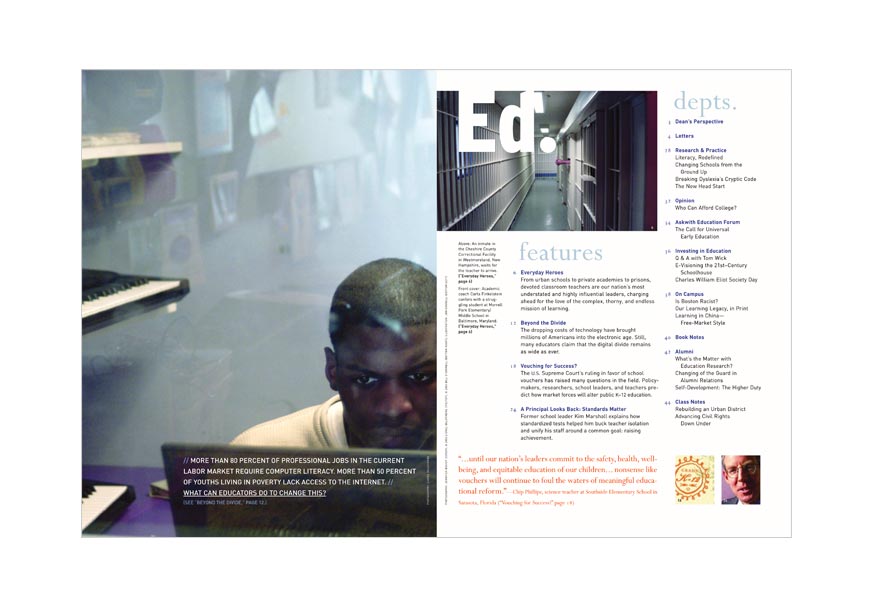 // MORE THAN 80 PERCENT OF PROFESSIONAL JOBS IN THE CURRENT
LABOR MARKET REQUIRE COMPUTER LITERACY. MORE THAN 50 PERCENT
OF YOUTHS LIVING IN POVERTY LACK ACCESS TO THE INTERNET. //
WHAT CAN EDUCATORS DO TO CHANGE THIS?
(SEE "BEYOND THE DIVIDE," PAGE 12.)
Ed.
Above: An inmate in
the Cheshire County
Correctional Facility
in Westmoreland, New
Hampshire, waits for
the teacher to arrive.
("Everyday Heroes,"
page 6)
Front cover: Academic
coach Carla Finkelstein
confers with a strug-
gling student at Morrell
Park Elementary/
Middle School in
Baltimore, Maryland.
("Everyday Heroes,"
page 6)
features
6 Everyday Heroes
From urban schools to private academies to prisons,
devoted classroom teachers are our nation's most
understated and highly influential leaders, charging
ahead for the love of the complex, thorny, and endless
mission of learning.
12 Beyond the Divide
The dropping costs of technology have brought
millions of Americans into the electronic age. Still,
many educators claim that the digital divide remains
as wide as ever.
18 Vouching for Success?
The U.S. Supreme Court's ruling in favor of school
vouchers has raised many questions in the field. Policy-
makers, researchers, school leaders, and teachers pre-
dict how market forces will alter public K–12 education.
24 A Principal Looks Back: Standards Matter
Former school leader Kim Marshall explains how
standardized tests helped him buck teacher isolation
and unify his staff around a common goal: raising
achievement.
"…until our nation's leaders commit to the safety, health, well-
being, and equitable education of our children… nonsense like
vouchers will continue to foul the waters of meaningful educa-
tional reform."—Chip Phillips, science teacher at Southside Elementary School in
Sarasota, Florida ("Vouching for Success?" page 18)
depts.
3 Dean's Perspective
4 Letters
28 Research & Practice
Literacy, Redefined
Changing Schools from the
Ground Up
Breaking Dyslexia's Cryptic Code
The New Head Start
32 Opinion
Who Can Afford College?
34 Askwith Education Forum
The Call for Universal
Early Education
36 Investing in Education
Q & A with Tom Wick
E-Visioning the 21st–Century
Schoolhouse
Charles William Eliot Society Day
38 On Campus
Is Boston Racist?
Our Learning Legacy, in Print
Learning in China—
Free-Market Style
40 Book Notes
42 Alumni
What's the Matter with
Education Research?
Changing of the Guard in
Alumni Relations
Self-Development: The Higher Duty
44 Class Notes
Rebuilding an Urban District
Advancing Civil Rights
Down Under
K-12